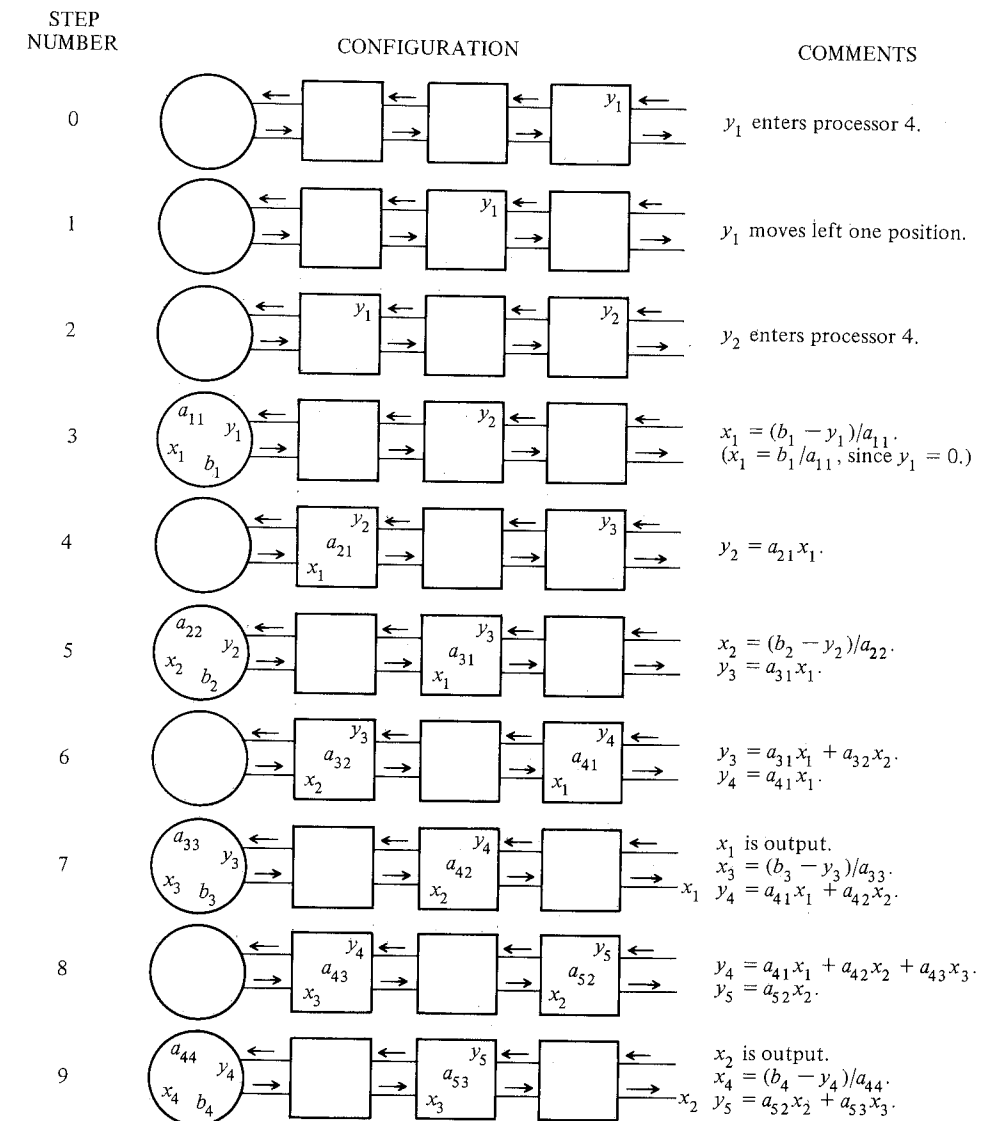 STEP
NUMBER
CONFIGURATION
COMMENTS
0
y₁
y₁ enters processor 4.
1
y₁
y₁ moves left one position.
2
y₁ y₂
y₂ enters processor 4.
3
a₁₁ y₁ x₁ b₁
y₂
x₁ = (b₁ − y₁)/a₁₁.
(x₁ = b₁/a₁₁, since y₁ = 0.)
4
y₂ a₂₁ x₁
y₃
y₂ = a₂₁x₁.
5
a₂₂ y₂ x₂ b₂
y₃ a₃₁ x₁
x₂ = (b₂ − y₂)/a₂₂.
y₃ = a₃₁x₁.
6
y₃ a₃₂ x₂
y₄ a₄₁ x₁
y₃ = a₃₁x₁ + a₃₂x₂.
y₄ = a₄₁x₁.
7
a₃₃ y₃ x₃ b₃
y₄ a₄₂ x₂
x₁
x₁ is output.
x₃ = (b₃ − y₃)/a₃₃.
y₄ = a₄₁x₁ + a₄₂x₂.
8
y₄ a₄₃ x₃
y₅ a₅₂ x₂
y₄ = a₄₁x₁ + a₄₂x₂ + a₄₃x₃.
y₅ = a₅₂x₂.
9
a₄₄ y₄ x₄ b₄
y₅ a₅₃ x₃
x₂
x₂ is output.
x₄ = (b₄ − y₄)/a₄₄.
y₅ = a₅₂x₂ + a₅₃x₃.